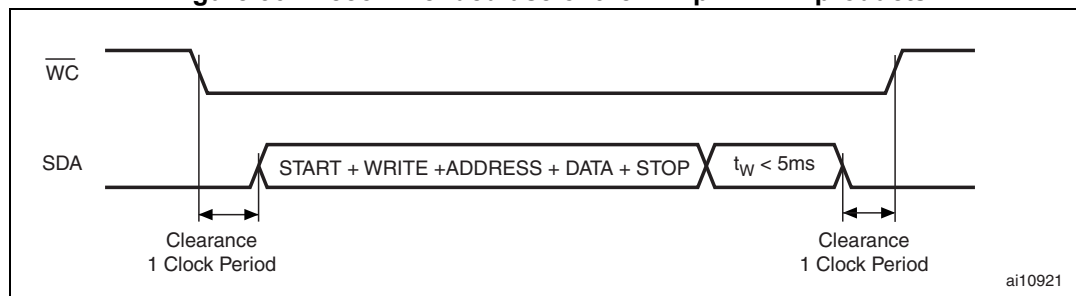 WC
SDA
START + WRITE +ADDRESS + DATA + STOP
tW < 5ms
Clearance
1 Clock Period
Clearance
1 Clock Period
ai10921